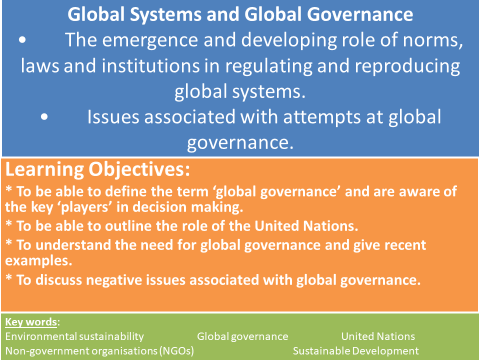 Global Systems and Global Governance
• The emergence and developing role of norms,
laws and institutions in regulating and reproducing
global systems.
• Issues associated with attempts at global
governance.
Learning Objectives:
* To be able to define the term ‘global governance’ and are aware of
the key ‘players’ in decision making.
* To be able to outline the role of the United Nations.
* To understand the need for global governance and give recent
examples.
* To discuss negative issues associated with global governance.
Key words:
Environmental sustainability Global governance United Nations
Non-government organisations (NGOs) Sustainable Development